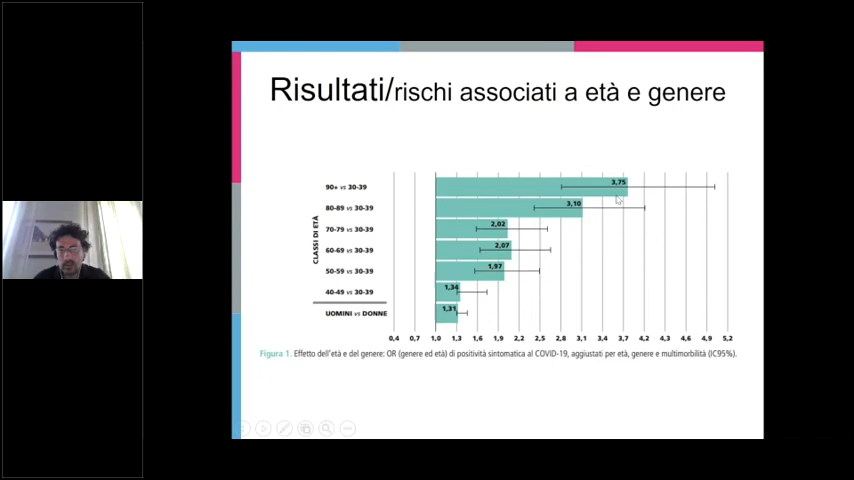 Risultati/rischi associati a età e genere
CLASSI DI ETÀ
90+ vs 30-39
3,75
80-89 vs 30-39
3,10
70-79 vs 30-39
2,02
60-69 vs 30-39
2,07
50-59 vs 30-39
1,97
40-49 vs 30-39
1,34
UOMINI vs DONNE
1,31
0,4 0,7 1,0 1,3 1,6 1,9 2,2 2,5 2,8 3,1 3,4 3,7 4,2 4,3 4,6 4,9 5,2
Figura 1. Effetto dell'età e del genere: OR (genere ed età) di positività sintomatica al COVID-19, aggiustati per età, genere e multimorbilità (IC95%).